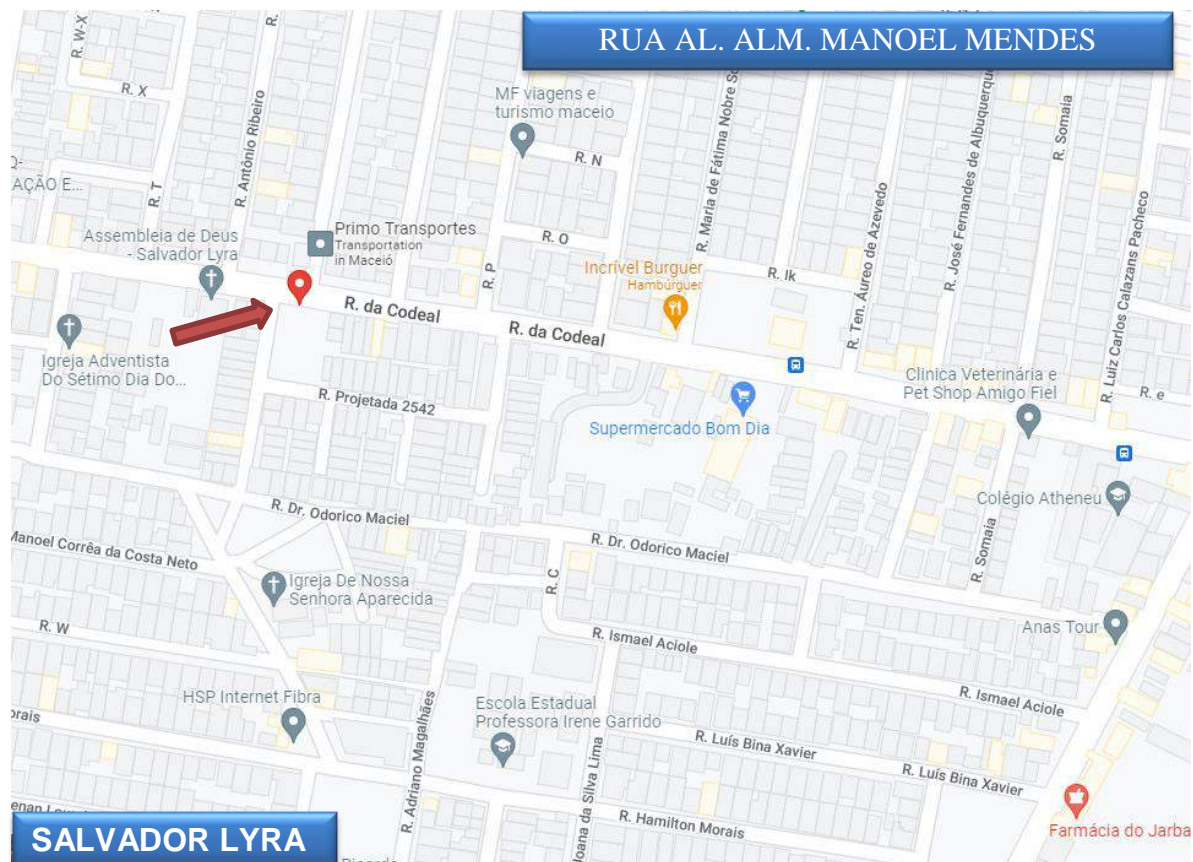 RUA AL. ALM. MANOEL MENDES
R. W-X
R.
R. X
R. Antônio Ribeiro
MF viagens e
turismo maceio
R. N
R. Maria de Fátima Nobre
R. José Fernandes de Albuquerque
R. Somaia
AÇÃO E...
R. T
Assembleia de Deus
- Salvador Lyra
Primo Transportes
Transportation
in Maceió
R. O
R. P
Incrível Burguer
Hambúrguer
R. Ik
R. Ten. Áureo de Azevedo
R. Luiz Carlos Calazans Pacheco
R. da Codeal
R. da Codeal
Igreja Adventista
Do Sétimo Dia Do...
R. Projetada 2542
Supermercado Bom Dia
Clinica Veterinária e
Pet Shop Amigo Fiel
R. e
Colégio Atheneu
R. Dr. Odorico Maciel
R. Dr. Odorico Maciel
R. Somaia
Manoel Corrêa da Costa Neto
Igreja De Nossa
Senhora Aparecida
R. C
R. W
R. Ismael Aciole
Anas Tour
R. Ismael Aciole
HSP Internet Fibra
Escola Estadual
Professora Irene Garrido
R. Adriano Magalhães
R. Luís Bina Xavier
R. Luís Bina Xavier
orais
Joana da Silva Lima
R. Hamilton Morais
Farmácia do Jarba
SALVADOR LYRA